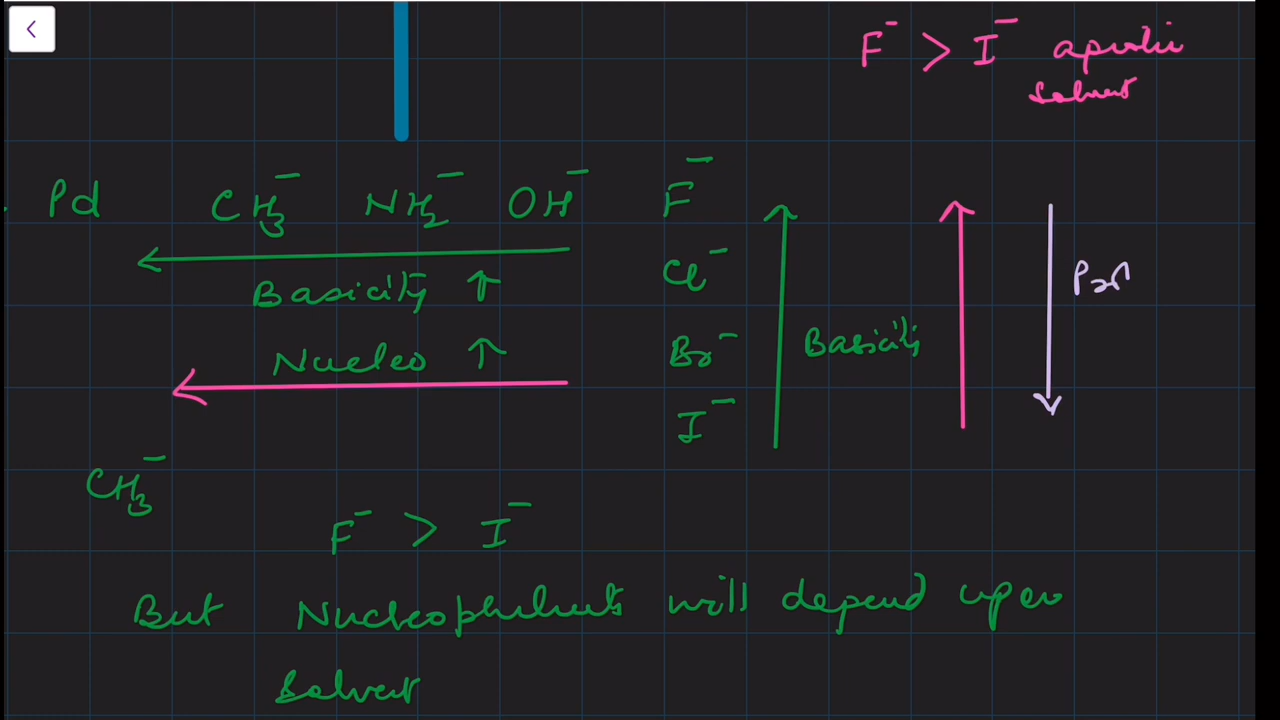 F⁻ > I⁻ aprotic
solvent
Pd CH₃⁻ NH₂⁻ OH⁻ F⁻
Cl⁻
Basicity ↑
Br⁻ Basicity
Nucleo ↑
I⁻
CH₃⁻
F⁻ > I⁻
But Nucleophilicity will depend upon
solvent